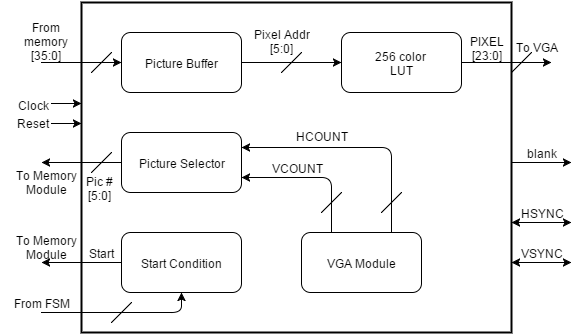 From
memory
[35:0]
Picture Buffer
Pixel Addr
[5:0]
256 color
LUT
PIXEL
[23:0]
To VGA
Clock
Reset
To Memory
Module
Pic #
[5:0]
Picture Selector
HCOUNT
VCOUNT
blank
HSYNC
VSYNC
To Memory
Module
Start
Start Condition
VGA Module
From FSM